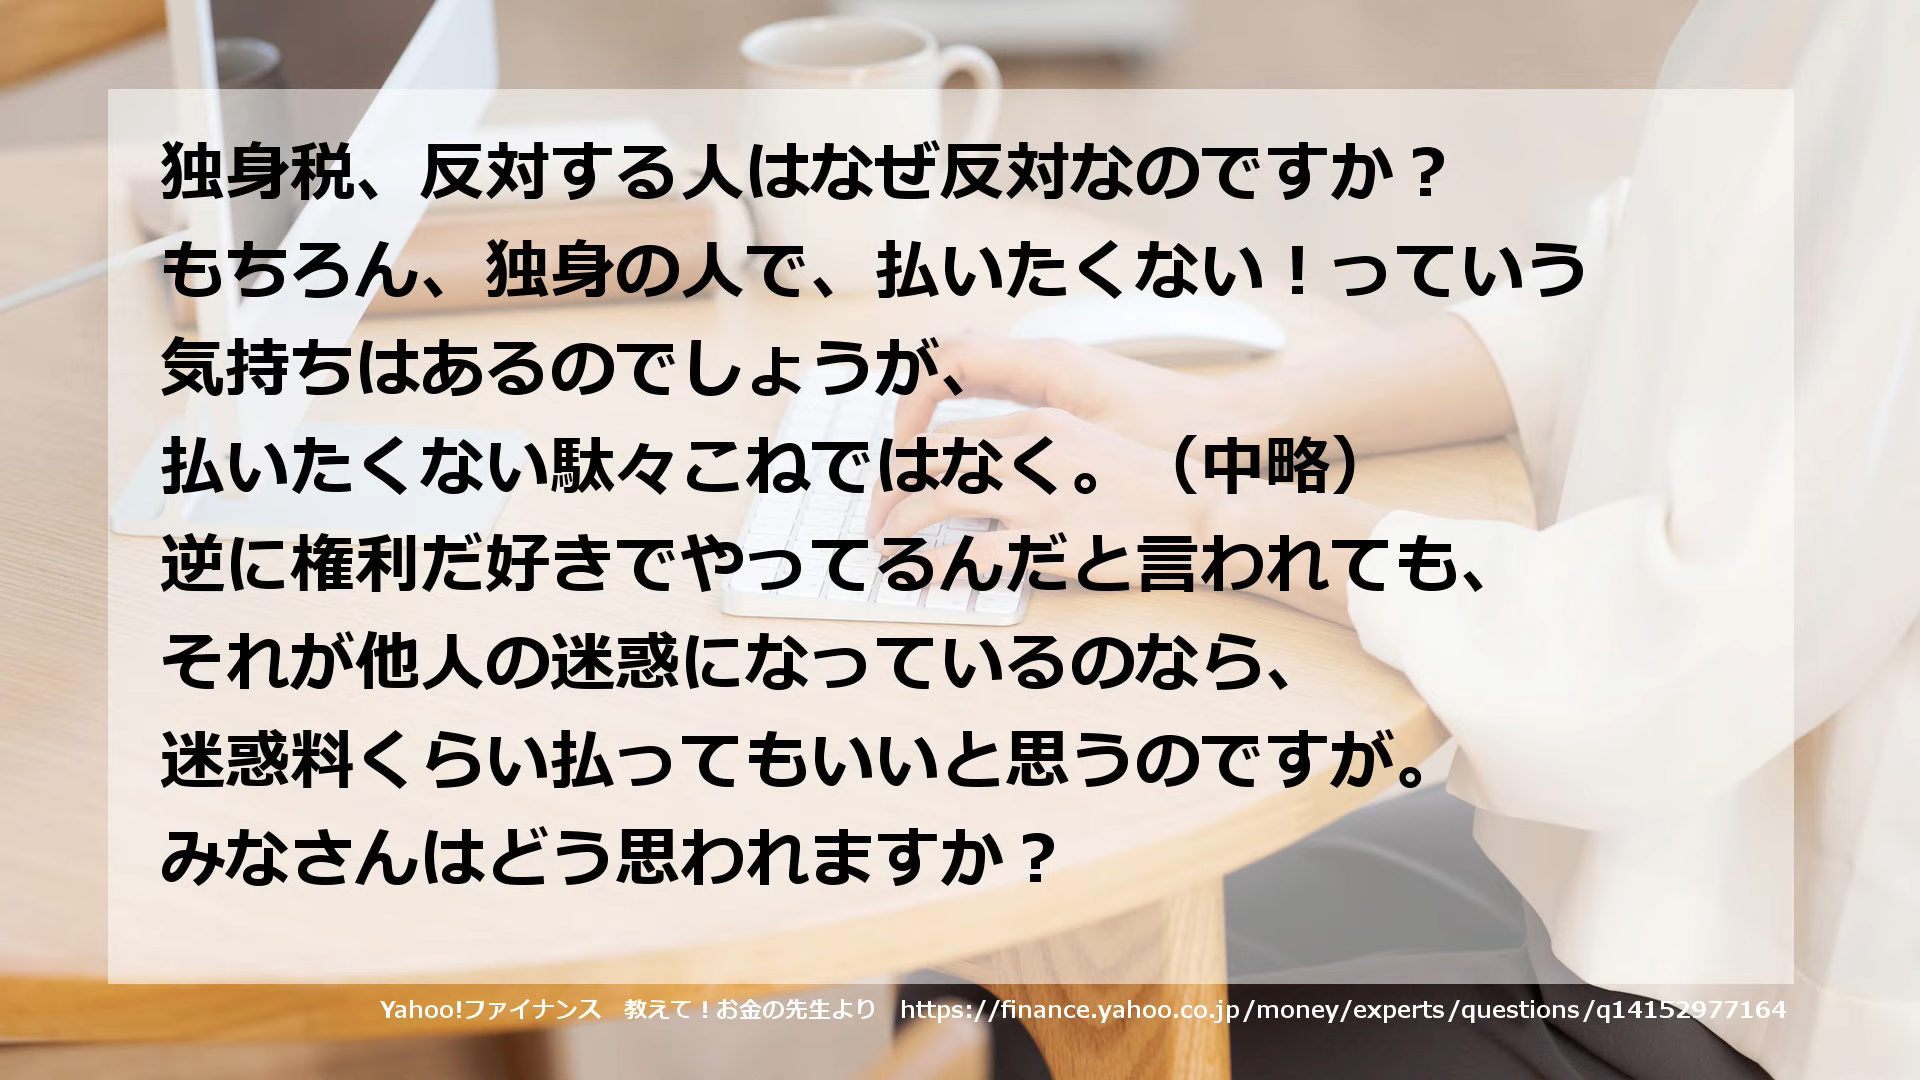 独身税、反対する人はなぜ反対なのですか？
もちろん、独身の人で、払いたくない！っていう
気持ちはあるのでしょうが、
払いたくない駄々こねではなく。（中略）
逆に権利だ好きでやってるんだと言われても、
それが他人の迷惑になっているのなら、
迷惑料くらい払ってもいいと思うのですが。
みなさんはどう思われますか？
Yahoo!ファイナンス　教えて！お金の先生より　https://finance.yahoo.co.jp/money/experts/questions/q14152977164